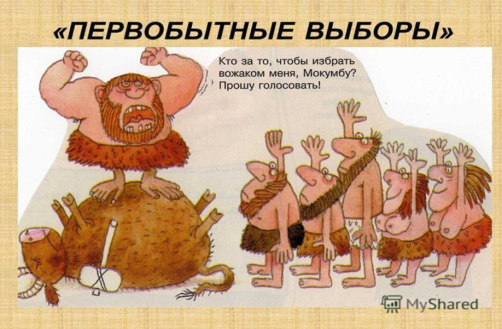 «ПЕРВОБЫТНЫЕ ВЫБОРЫ»
Кто за то, чтобы избрать
вожаком меня, Мокумбу?
Прошу голосовать!
MyShared